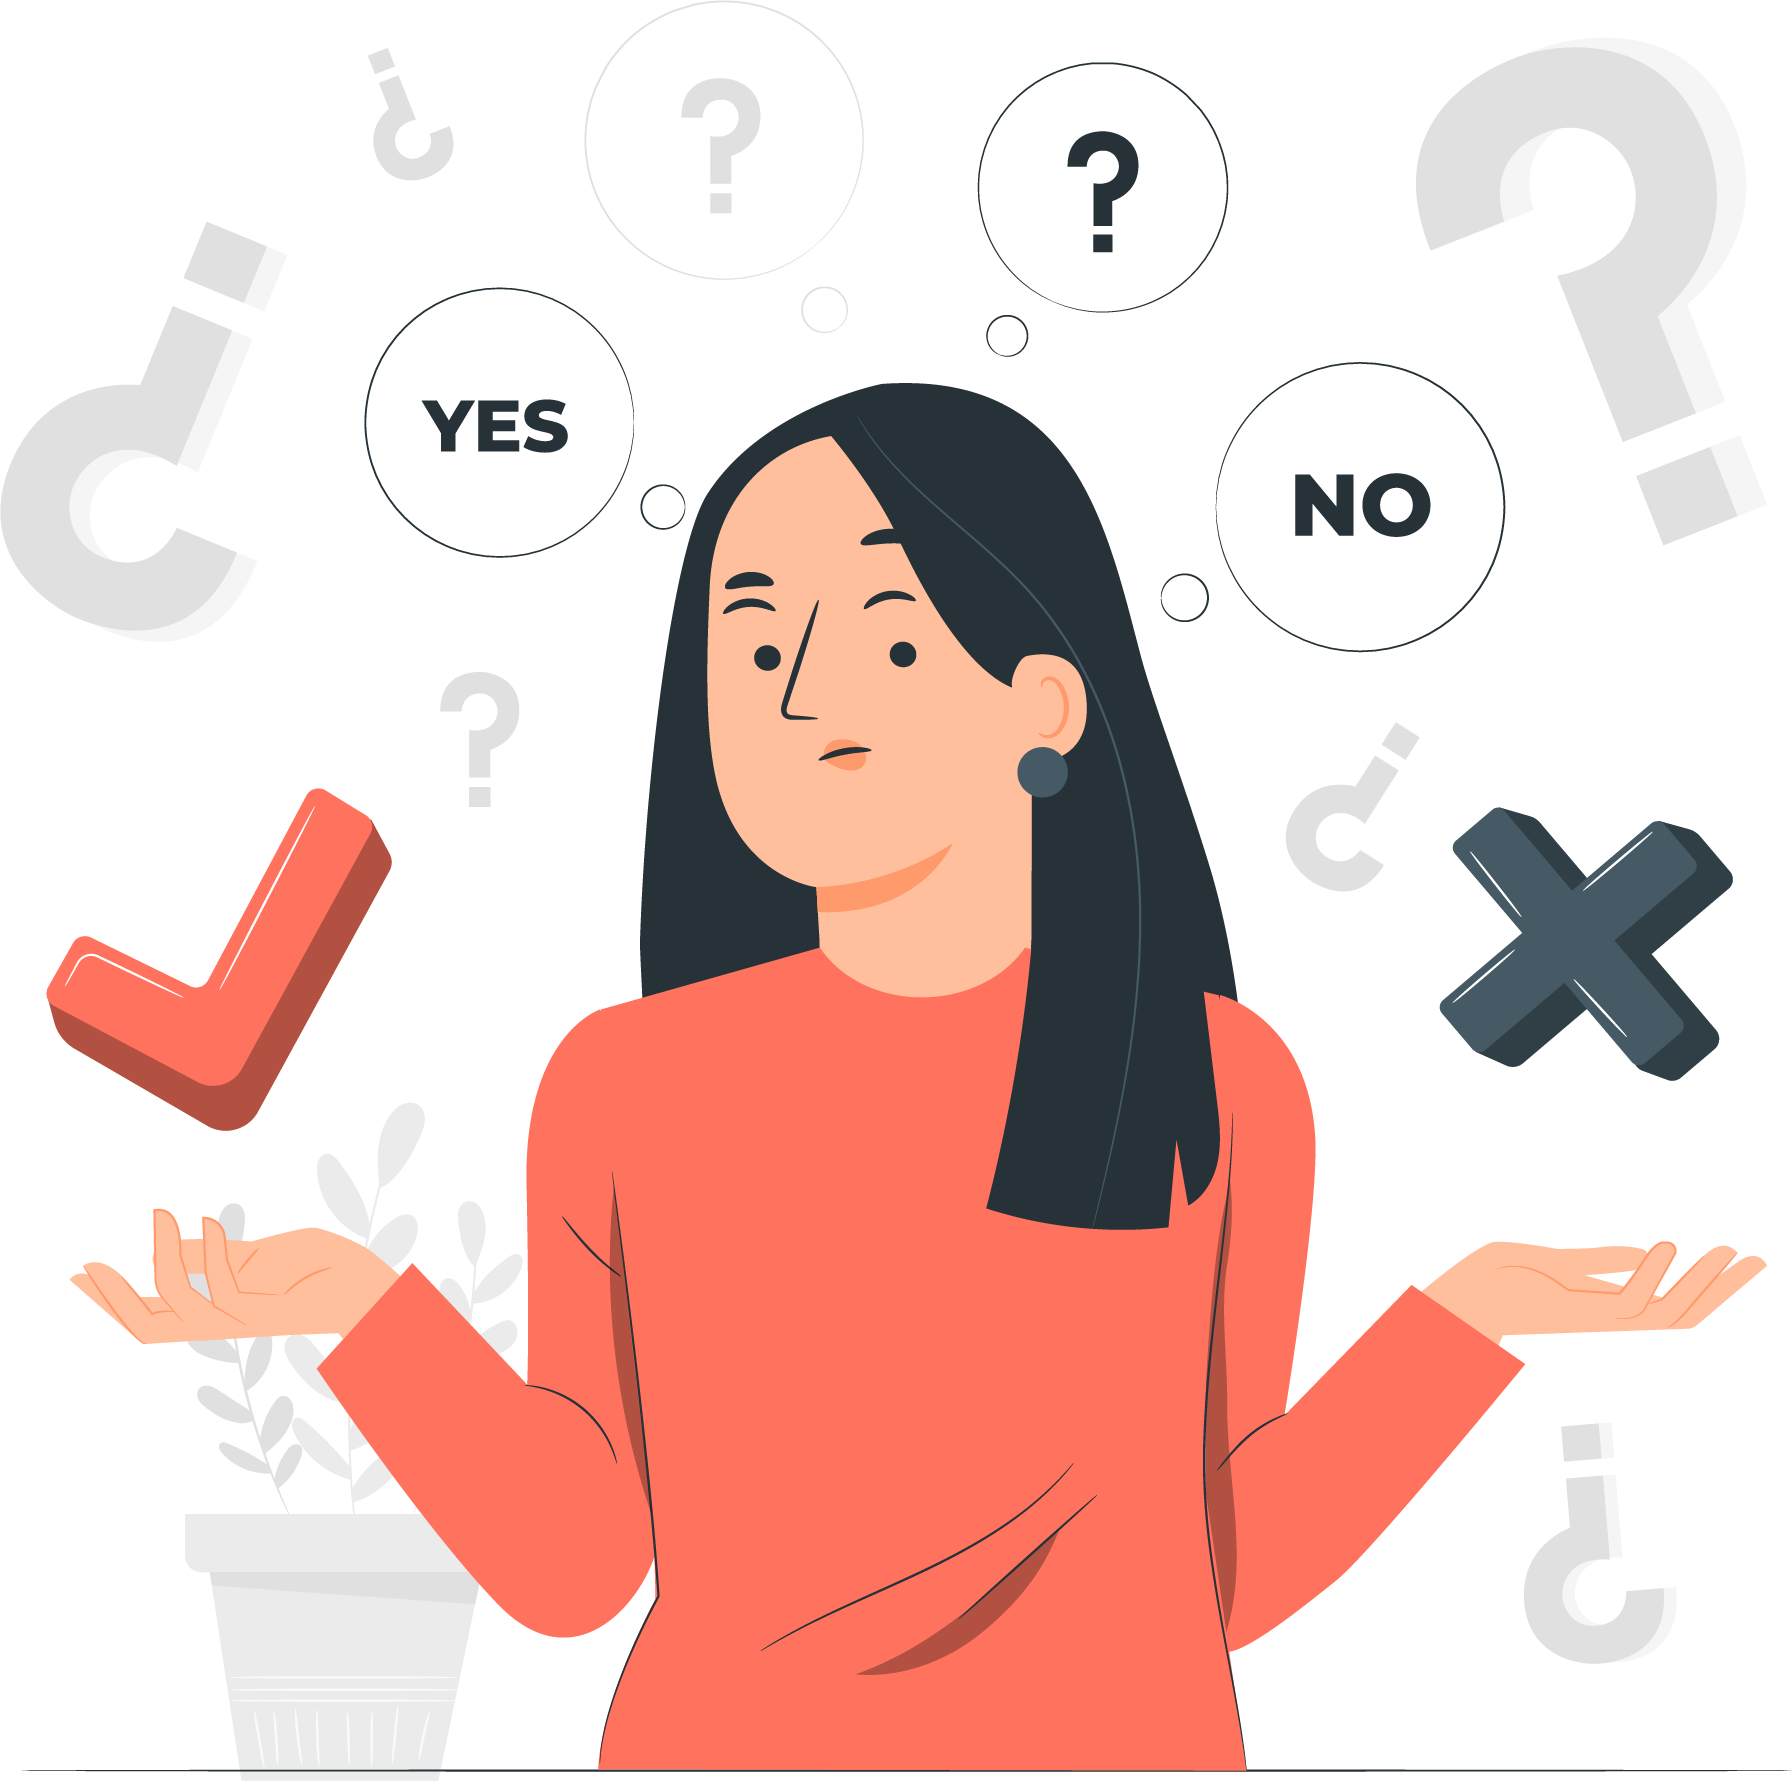 ?
?
YES
NO